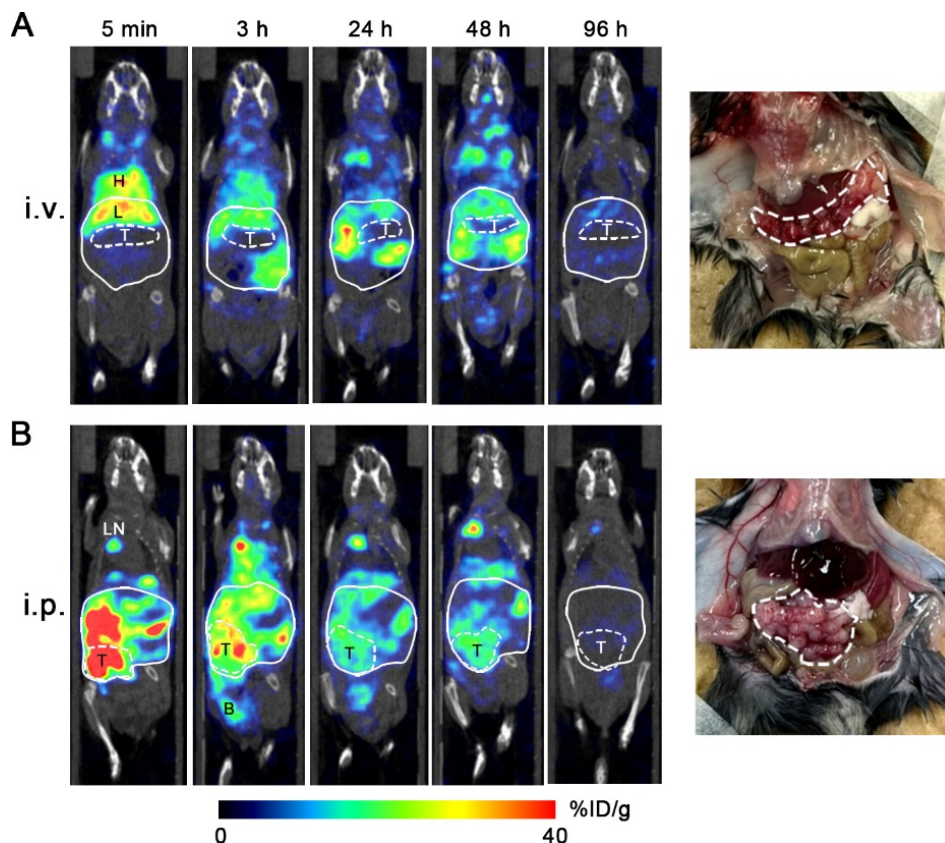 A
5 min 3 h 24 h 48 h 96 h
i.v.
H
L
T T T T T
B
i.p.
LN
T T T T T
B
%ID/g
0 40